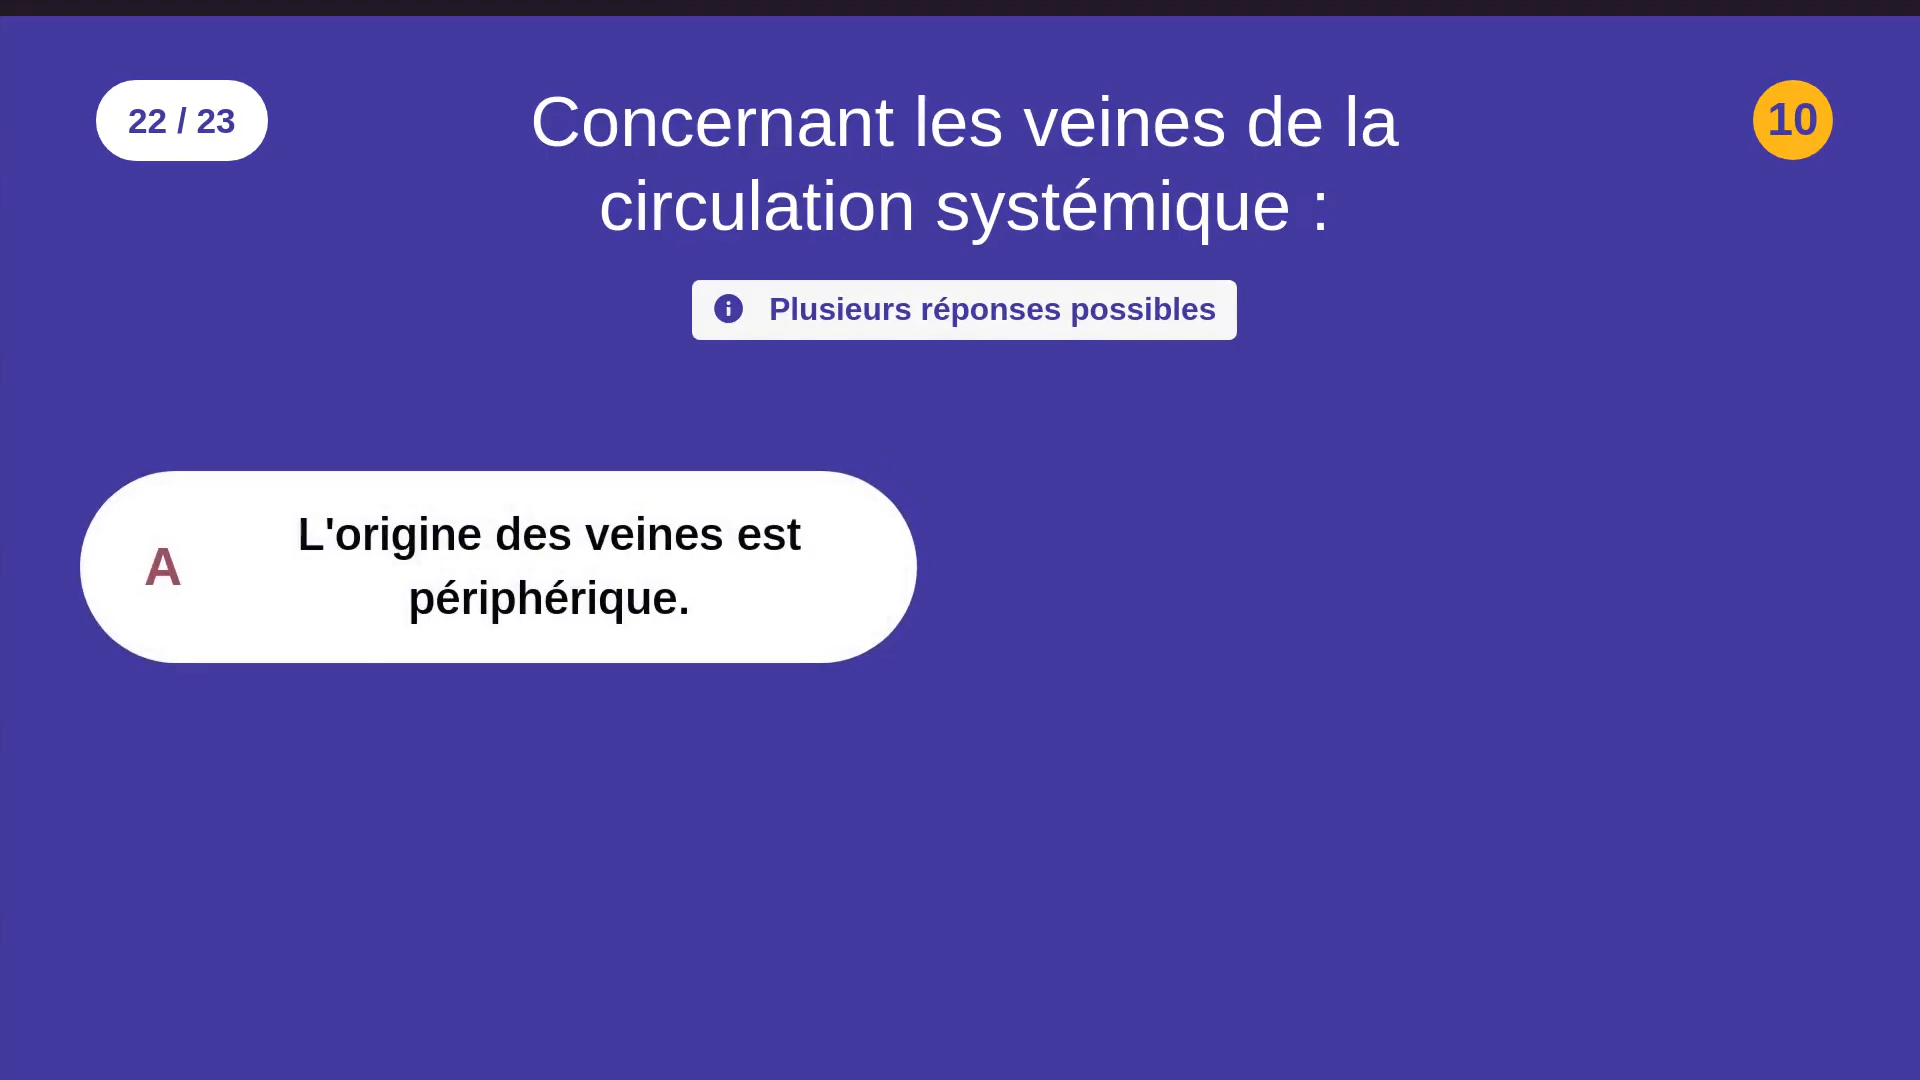 22 / 23
Concernant les veines de la
circulation systémique :
10
Plusieurs réponses possibles
A
L'origine des veines est
périphérique.